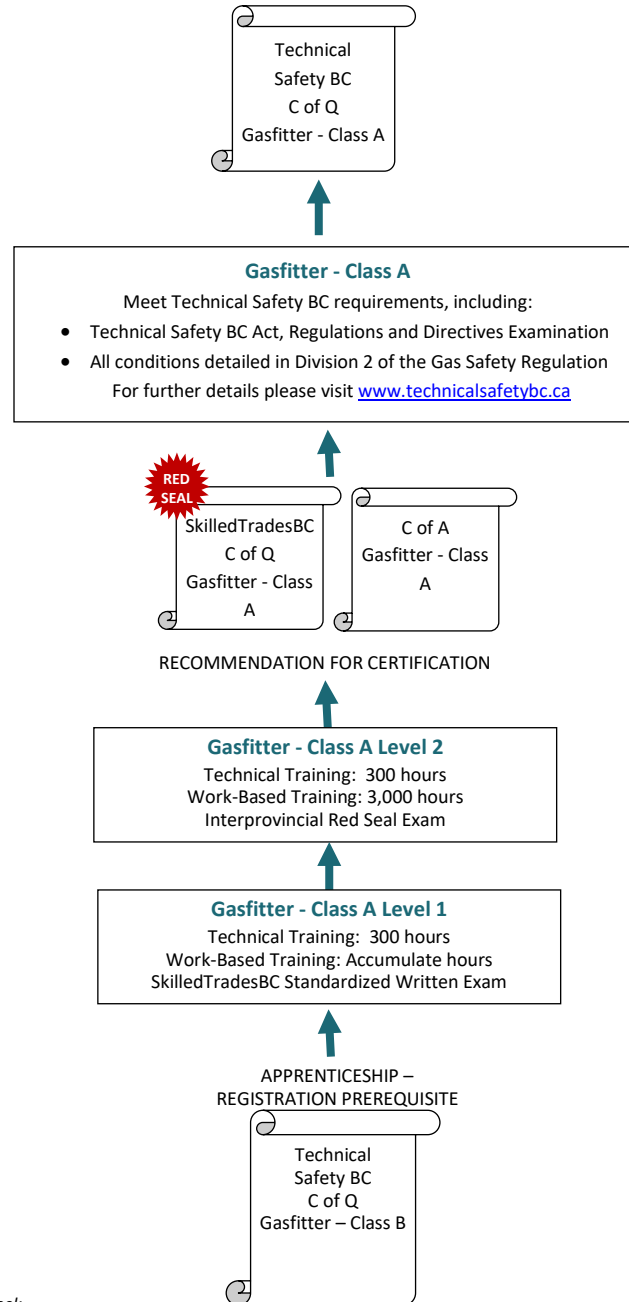 Technical
Safety BC
C of Q
Gasfitter - Class A
Gasfitter - Class A
Meet Technical Safety BC requirements, including:
• Technical Safety BC Act, Regulations and Directives Examination
• All conditions detailed in Division 2 of the Gas Safety Regulation
For further details please visit www.technicalsafetybc.ca
RED
SEAL
SkilledTradesBC
C of Q
Gasfitter - Class
A
C of A
Gasfitter - Class
A
RECOMMENDATION FOR CERTIFICATION
Gasfitter - Class A Level 2
Technical Training: 300 hours
Work-Based Training: 3,000 hours
Interprovincial Red Seal Exam
Gasfitter - Class A Level 1
Technical Training: 300 hours
Work-Based Training: Accumulate hours
SkilledTradesBC Standardized Written Exam
APPRENTICESHIP –
REGISTRATION PREREQUISITE
Technical
Safety BC
C of Q
Gasfitter – Class B